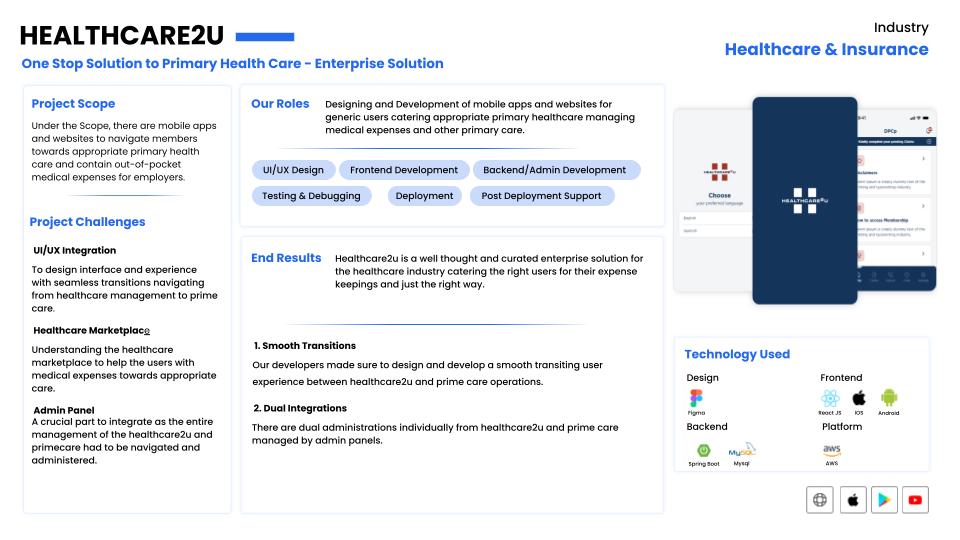 HEALTHCARE2U
One Stop Solution to Primary Health Care - Enterprise Solution
Industry
Healthcare & Insurance
Project Scope
Under the Scope, there are mobile apps
and websites to navigate members
towards appropriate primary health
care and contain out-of-pocket
medical expenses for employers.
Project Challenges
UI/UX Integration
To design interface and experience
with seamless transitions navigating
from healthcare management to prime
care.
Healthcare Marketplace
Understanding the healthcare
marketplace to help the users with
medical expenses towards appropriate
care.
Admin Panel
A crucial part to integrate as the entire
management of the healthcare2u and
primecare had to be navigated and
administered.
Our Roles
Designing and Development of mobile apps and websites for
generic users catering appropriate primary healthcare managing
medical expenses and other primary care.
UI/UX Design
Frontend Development
Backend/Admin Development
Testing & Debugging
Deployment
Post Deployment Support
End Results
Healthcare2u is a well thought and curated enterprise solution for
the healthcare industry catering the right users for their expense
keepings and just the right way.
1. Smooth Transitions
Our developers made sure to design and develop a smooth transiting user
experience between healthcare2u and prime care operations.
2. Dual Integrations
There are dual administrations individually from healthcare2u and prime care
managed by admin panels.
HEALTHCARE2U
Choose
your preferred language
English
HEALTHCARE2U
DPCp
Kindly complete your pending Claims
How to access Membership
Technology Used
Design
Figma
Frontend
React JS
IOS
Android
Backend
Spring Boot
MySQL
Mysql
Platform
aws
AWS